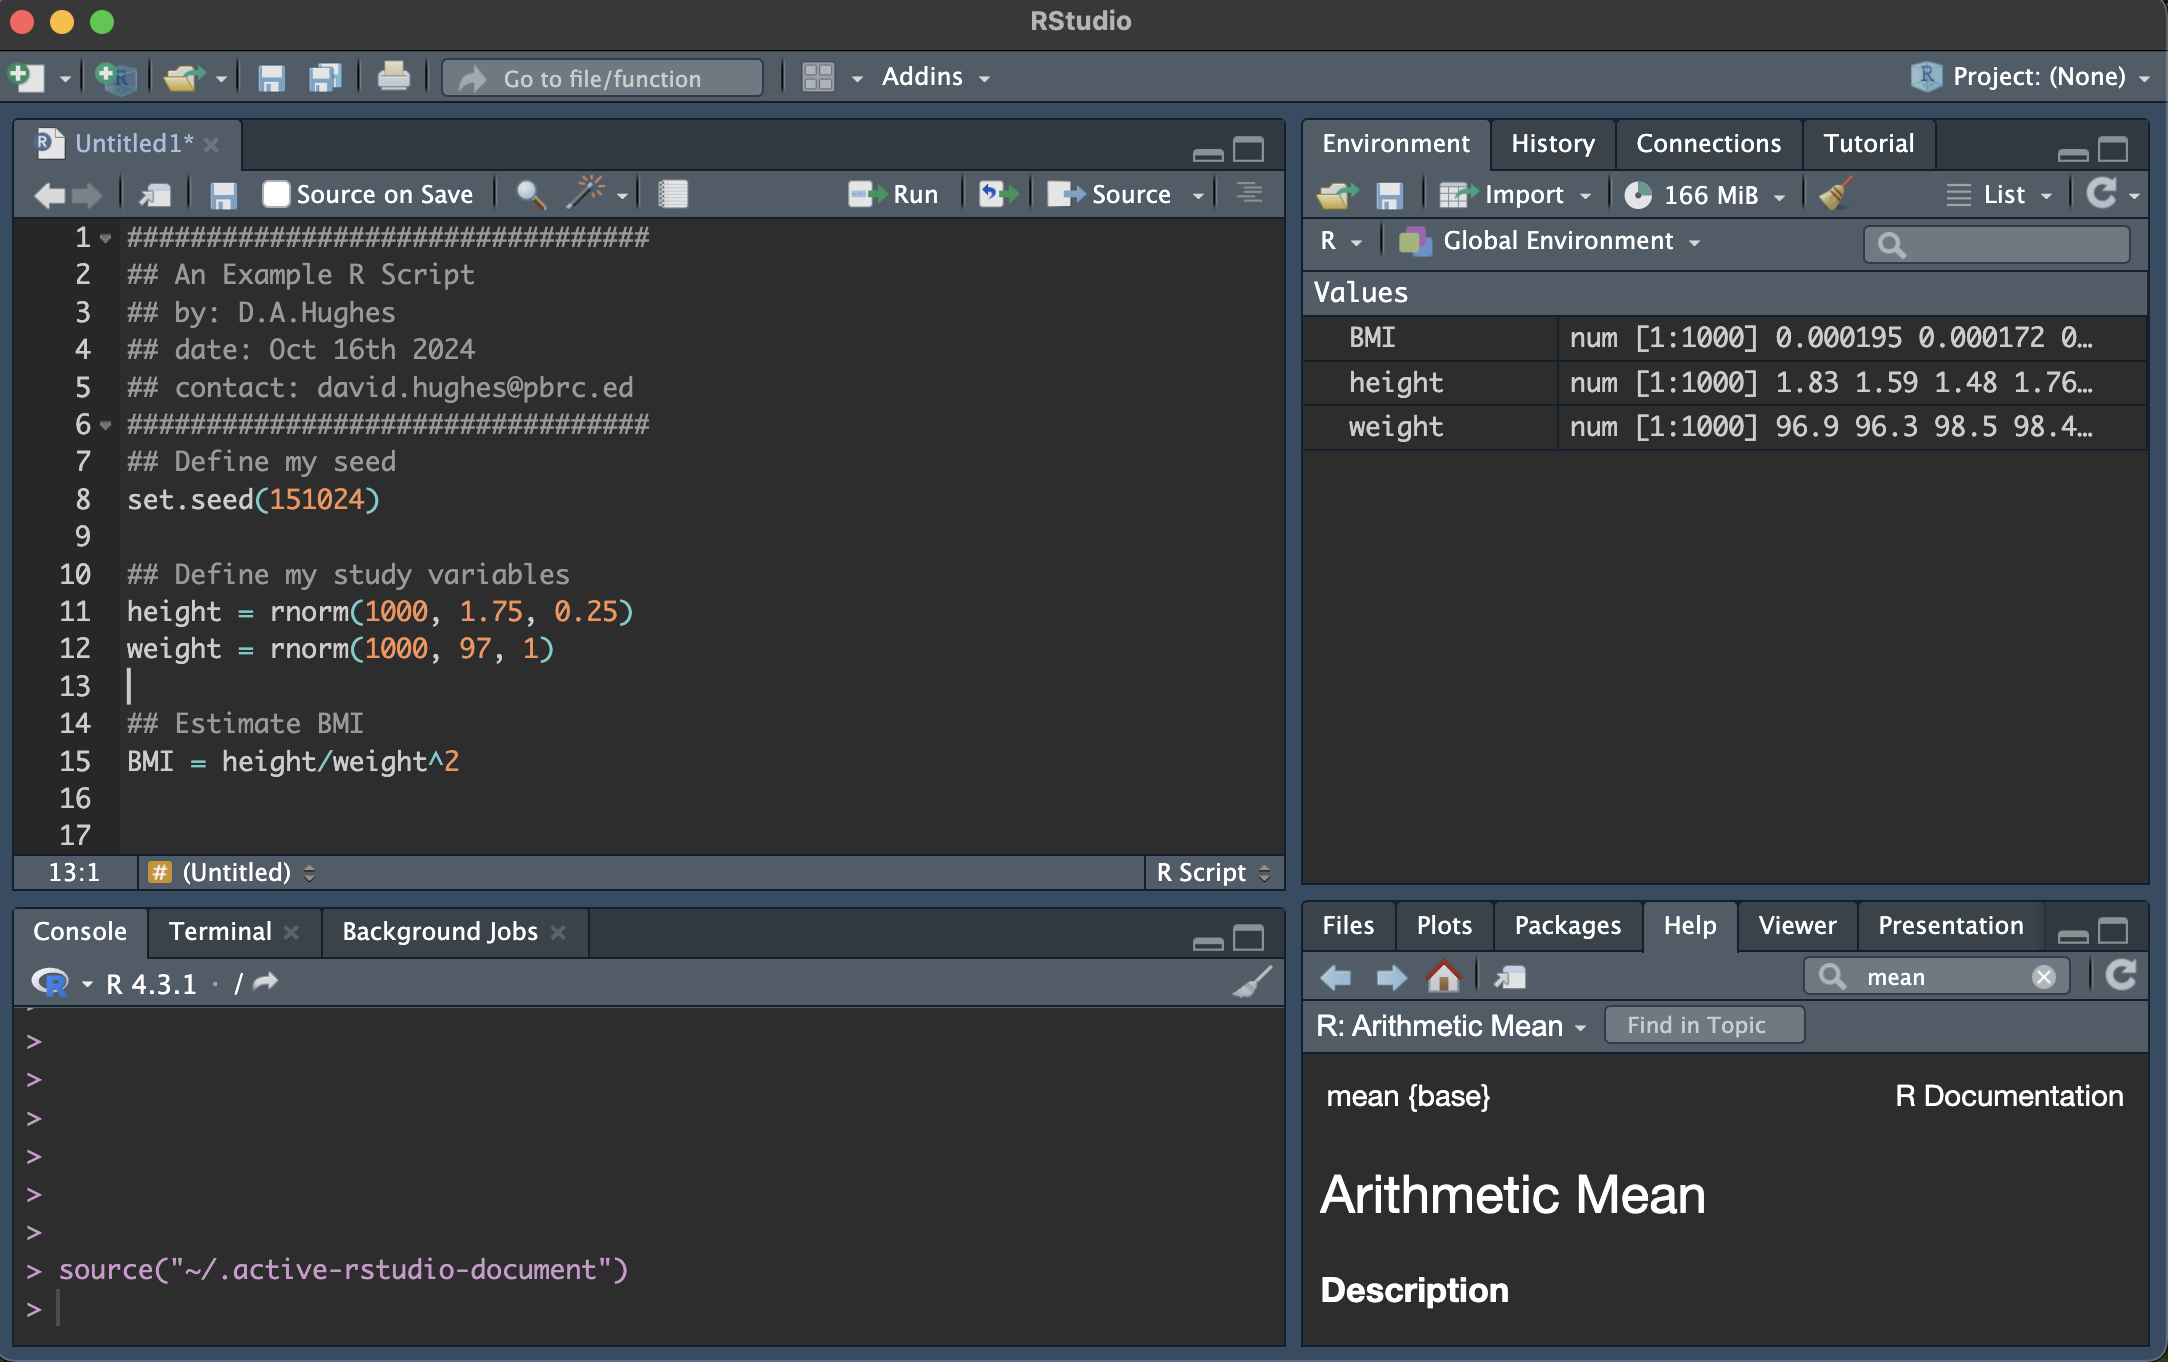 RStudio
Go to file/function
Addins
Project: (None)
Untitled1*
Source on Save
Run
Source
1 #################################
2 ## An Example R Script
3 ## by: D.A.Hughes
4 ## date: Oct 16th 2024
5 ## contact: david.hughes@pbrc.ed
6 #################################
7 ## Define my seed
8 set.seed(151024)
9
10 ## Define my study variables
11 height = rnorm(1000, 1.75, 0.25)
12 weight = rnorm(1000, 97, 1)
13
14 ## Estimate BMI
15 BMI = height/weight^2
16
17
13:1 # (Untitled) R Script
Console Terminal Background Jobs
R 4.3.1 · /
>
>
>
>
>
>
> source("~/.active-rstudio-document")
>
Environment History Connections Tutorial
Import 166 MiB List
R Global Environment
Values
BMI num [1:1000] 0.000195 0.000172 0…
height num [1:1000] 1.83 1.59 1.48 1.76…
weight num [1:1000] 96.9 96.3 98.5 98.4…
Files Plots Packages Help Viewer Presentation
mean
R: Arithmetic Mean Find in Topic
mean {base} R Documentation
Arithmetic Mean
Description